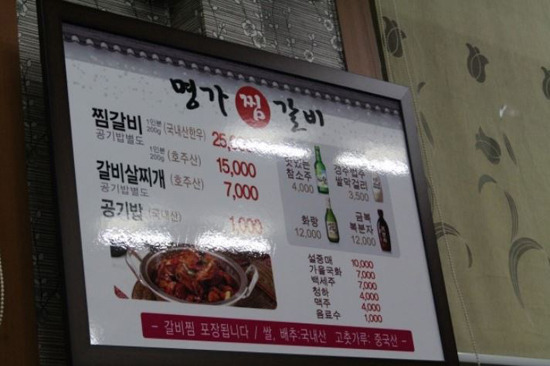 명가 찜 갈비
찜갈비 1인분 200g (국내산한우) 25,000
공기밥별도
1인분 200g (호주산) 15,000
갈비살찌개 (호주산) 7,000
공기밥별도
공기밥 (국내산) 1,000
맛있는
참소주
4,000
쌀막걸리
3,500
화랑
12,000
복분자
12,000
설중매 10,000
가을국화 7,000
백세주 7,000
청하 4,000
맥주 4,000
음료수 1,000
- 갈비찜 포장됩니다 / 쌀, 배추:국내산 고춧가루: 중국산 -